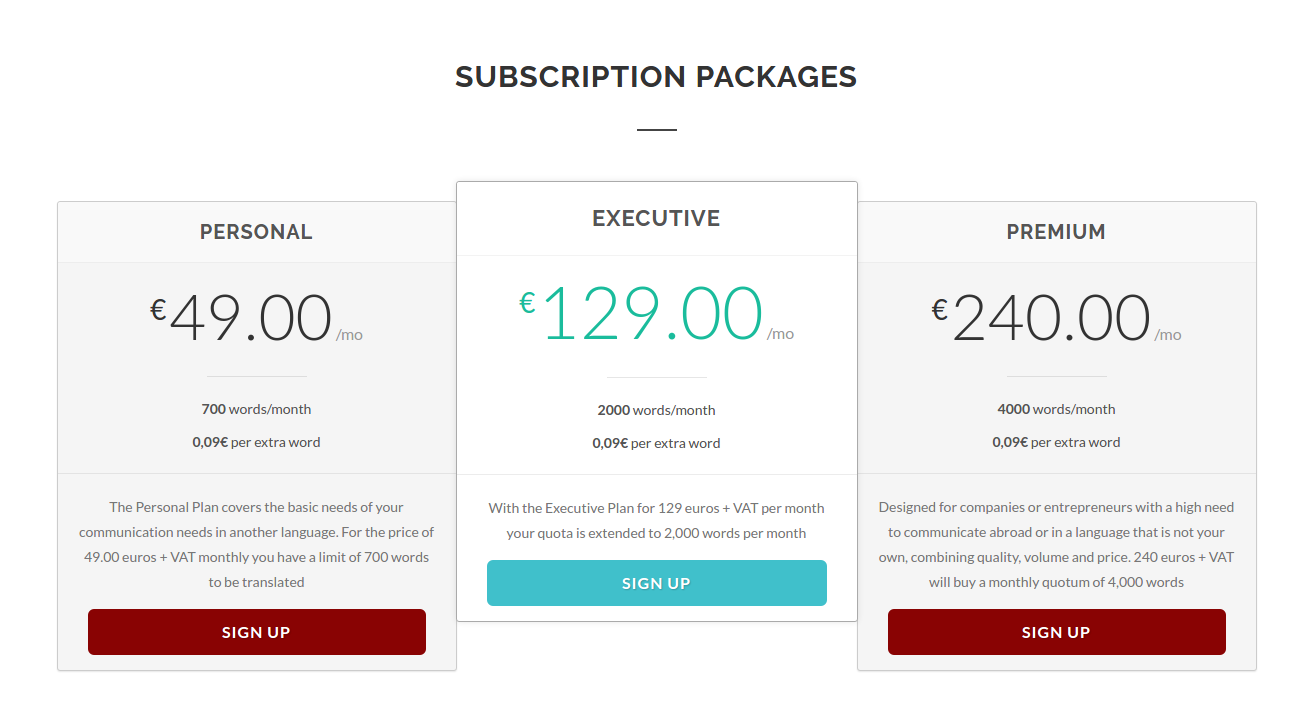 SUBSCRIPTION PACKAGES
PERSONAL
€49.00/mo
700 words/month
0,09€ per extra word
The Personal Plan covers the basic needs of your
communication needs in another language. For the price of
49.00 euros + VAT monthly you have a limit of 700 words
to be translated
SIGN UP
EXECUTIVE
€129.00/mo
2000 words/month
0,09€ per extra word
With the Executive Plan for 129 euros + VAT per month
your quota is extended to 2,000 words per month
SIGN UP
PREMIUM
€240.00/mo
4000 words/month
0,09€ per extra word
Designed for companies or entrepreneurs with a high need
to communicate abroad or in a language that is not your
own, combining quality, volume and price. 240 euros + VAT
will buy a monthly quotum of 4,000 words
SIGN UP